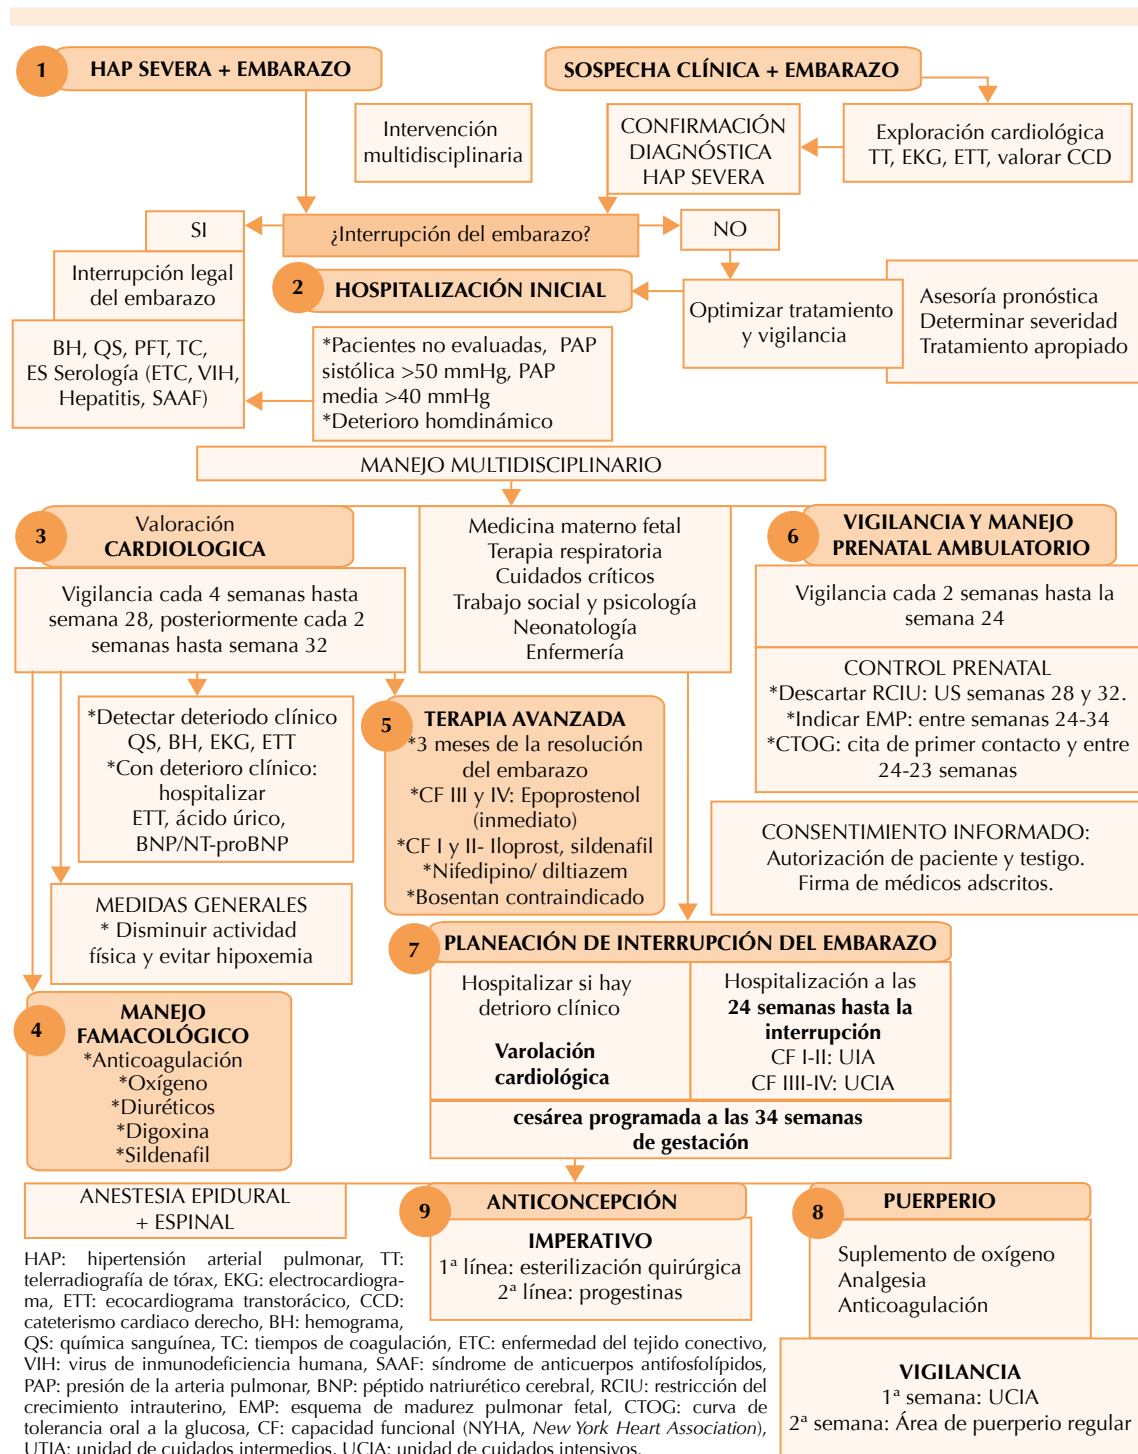 1
HAP SEVERA + EMBARAZO
SOSPECHA CLÍNICA + EMBARAZO
Intervención
multidisciplinaria
CONFIRMACIÓN
DIAGNÓSTICA
HAP SEVERA
Exploración cardiológica
TT, EKG, ETT, valorar CCD
SI
¿Interrupción del embarazo?
NO
Interrupción legal
del embarazo
2
HOSPITALIZACIÓN INICIAL
Optimizar tratamiento
y vigilancia
Asesoría pronóstica
Determinar severidad
Tratamiento apropiado
BH, QS, PFT, TC,
ES Serología (ETC, VIH,
Hepatitis, SAAF)
*Pacientes no evaluadas, PAP
sistólica >50 mmHg, PAP
media >40 mmHg
*Deterioro homdinámico
MANEJO MULTIDISCIPLINARIO
3
Valoración
CARDIOLOGICA
Vigilancia cada 4 semanas hasta
semana 28, posteriormente cada 2
semanas hasta semana 32
Medicina materno fetal
Terapia respiratoria
Cuidados críticos
Trabajo social y psicología
Neonatología
Enfermería
6
VIGILANCIA Y MANEJO
PRENATAL AMBULATORIO
Vigilancia cada 2 semanas hasta la
semana 24
CONTROL PRENATAL
*Descartar RCIU: US semanas 28 y 32.
*Indicar EMP: entre semanas 24-34
*CTOG: cita de primer contacto y entre
24-23 semanas
*Detectar deteriodo clínico
QS, BH, EKG, ETT
*Con deterioro clínico:
hospitalizar
ETT, ácido úrico,
BNP/NT-proBNP
5
TERAPIA AVANZADA
*3 meses de la resolución
del embarazo
*CF III y IV: Epoprostenol
(inmediato)
*CF I y II- Iloprost, sildenafil
*Nifedipino/ diltiazem
*Bosentan contraindicado
CONSENTIMIENTO INFORMADO:
Autorización de paciente y testigo.
Firma de médicos adscritos.
MEDIDAS GENERALES
* Disminuir actividad
física y evitar hipoxemia
7
PLANEACIÓN DE INTERRUPCIÓN DEL EMBARAZO
Hospitalizar si hay
detrioro clínico
Varolación
cardiológica
Hospitalización a las
24 semanas hasta la
interrupción
CF I-II: UIA
CF IIII-IV: UCIA
cesárea programada a las 34 semanas
de gestación
4
MANEJO
FAMACOLÓGICO
*Anticoagulación
*Oxígeno
*Diuréticos
*Digoxina
*Sildenafil
ANESTESIA EPIDURAL
+ ESPINAL
9
ANTICONCEPCIÓN
IMPERATIVO
1ª línea: esterilización quirúrgica
2ª línea: progestinas
8
PUERPERIO
Suplemento de oxígeno
Analgesia
Anticoagulación
VIGILANCIA
1ª semana: UCIA
2ª semana: Área de puerperio regular
HAP: hipertensión arterial pulmonar, TT:
telerradiografía de tórax, EKG: electrocardiogra-
ma, ETT: ecocardiograma transtorácico, CCD:
cateterismo cardiaco derecho, BH: hemograma,
QS: química sanguínea, TC: tiempos de coagulación, ETC: enfermedad del tejido conectivo,
VIH: virus de inmunodeficiencia humana, SAAF: síndrome de anticuerpos antifosfolípidos,
PAP: presión de la arteria pulmonar, BNP: péptido natriurético cerebral, RCIU: restricción del
crecimiento intrauterino, EMP: esquema de madurez pulmonar fetal, CTOG: curva de
tolerancia oral a la glucosa, CF: capacidad funcional (NYHA, New York Heart Association),
UTIA: unidad de cuidados intermedios, UCIA: unidad de cuidados intensivos.